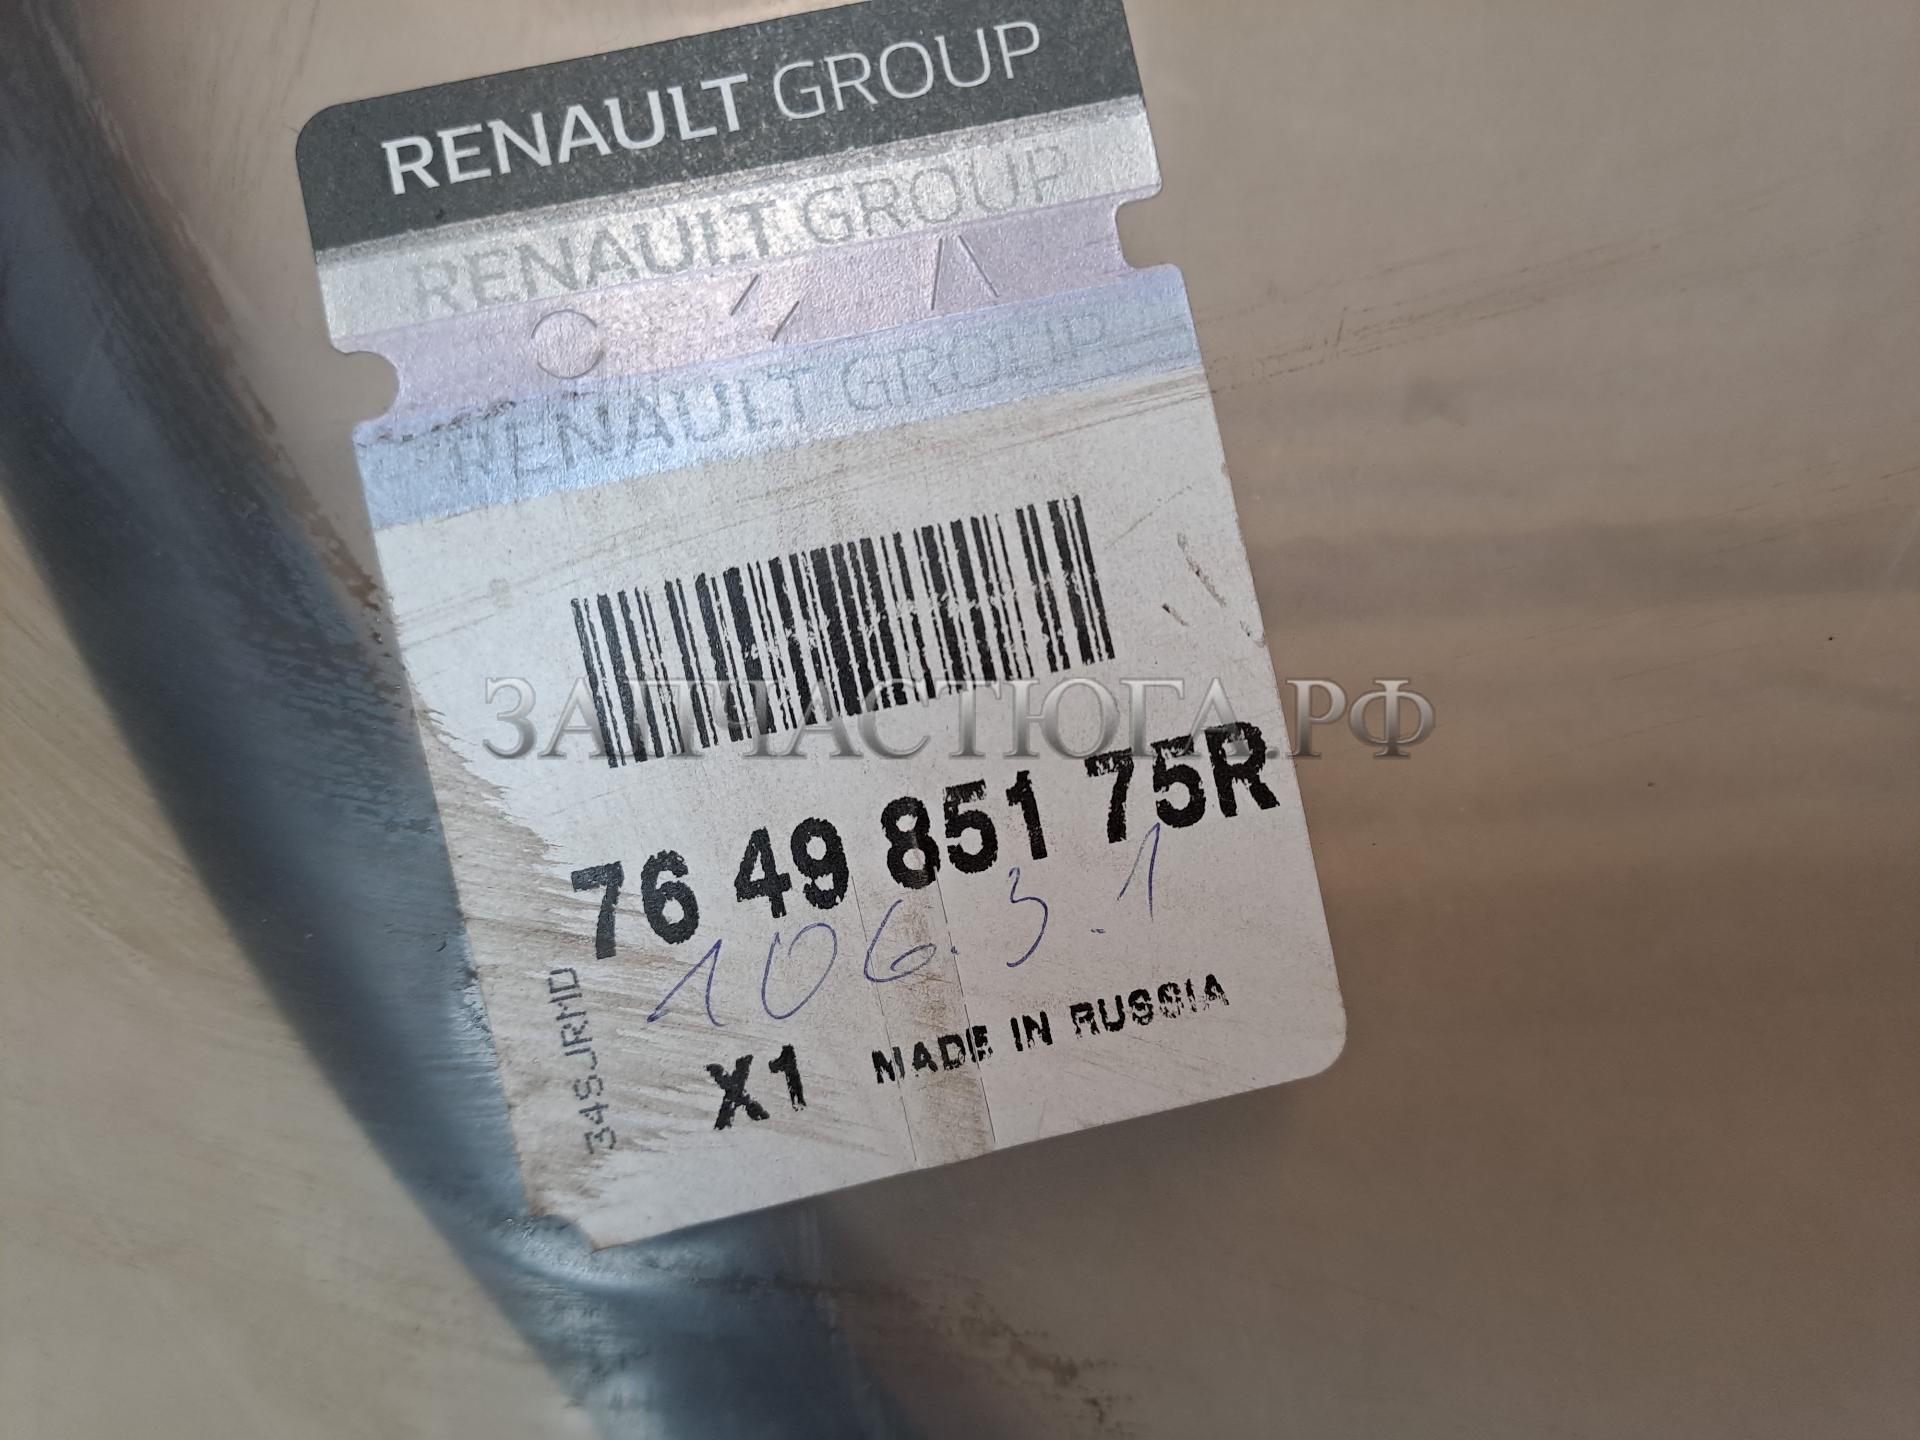 RENAULT GROUP
RENAULT GROUP
RENAULT GROUP
ЗАПЧАСТЮГА.РФ
76 49 851 75R
106.3.1
X1 MADE IN RUSSIA
34SJRMD